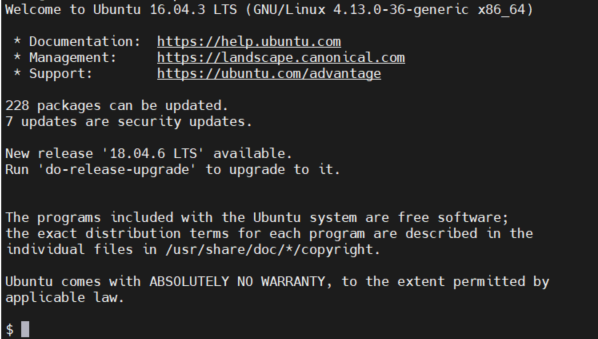 Welcome to Ubuntu 16.04.3 LTS (GNU/Linux 4.13.0-36-generic x86_64)
* Documentation:  https://help.ubuntu.com
* Management:     https://landscape.canonical.com
* Support:        https://ubuntu.com/advantage
228 packages can be updated.
7 updates are security updates.
New release '18.04.6 LTS' available.
Run 'do-release-upgrade' to upgrade to it.
The programs included with the Ubuntu system are free software;
the exact distribution terms for each program are described in the
individual files in /usr/share/doc/*/copyright.
Ubuntu comes with ABSOLUTELY NO WARRANTY, to the extent permitted by
applicable law.
$